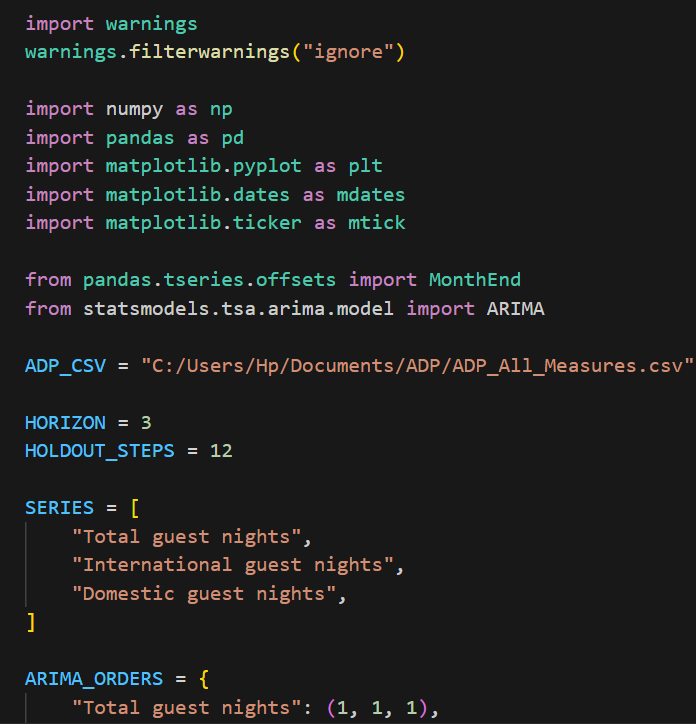 import warnings
warnings.filterwarnings("ignore")
import numpy as np
import pandas as pd
import matplotlib.pyplot as plt
import matplotlib.dates as mdates
import matplotlib.ticker as mtick
from pandas.tseries.offsets import MonthEnd
from statsmodels.tsa.arima.model import ARIMA
ADP_CSV = "C:/Users/Hp/Documents/ADP/ADP_All_Measures.csv"
HORIZON = 3
HOLDOUT_STEPS = 12
SERIES = [
    "Total guest nights",
    "International guest nights",
    "Domestic guest nights",
]
ARIMA_ORDERS = {
    "Total guest nights": (1, 1, 1),